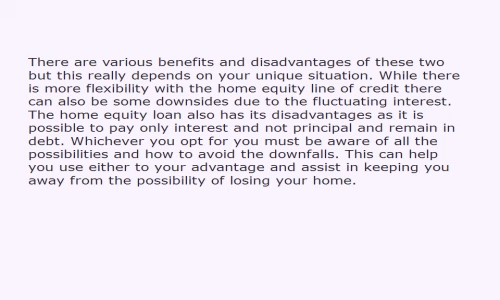 There are various benefits and disadvantages of these two
but this really depends on your unique situation. While there
is more flexibility with the home equity line of credit there
can also be some downsides due to the fluctuating interest.
The home equity loan also has its disadvantages as it is
possible to pay only interest and not principal and remain in
debt. Whichever you opt for you must be aware of all the
possibilities and how to avoid the downfalls. This can help
you use either to your advantage and assist in keeping you
away from the possibility of losing your home.